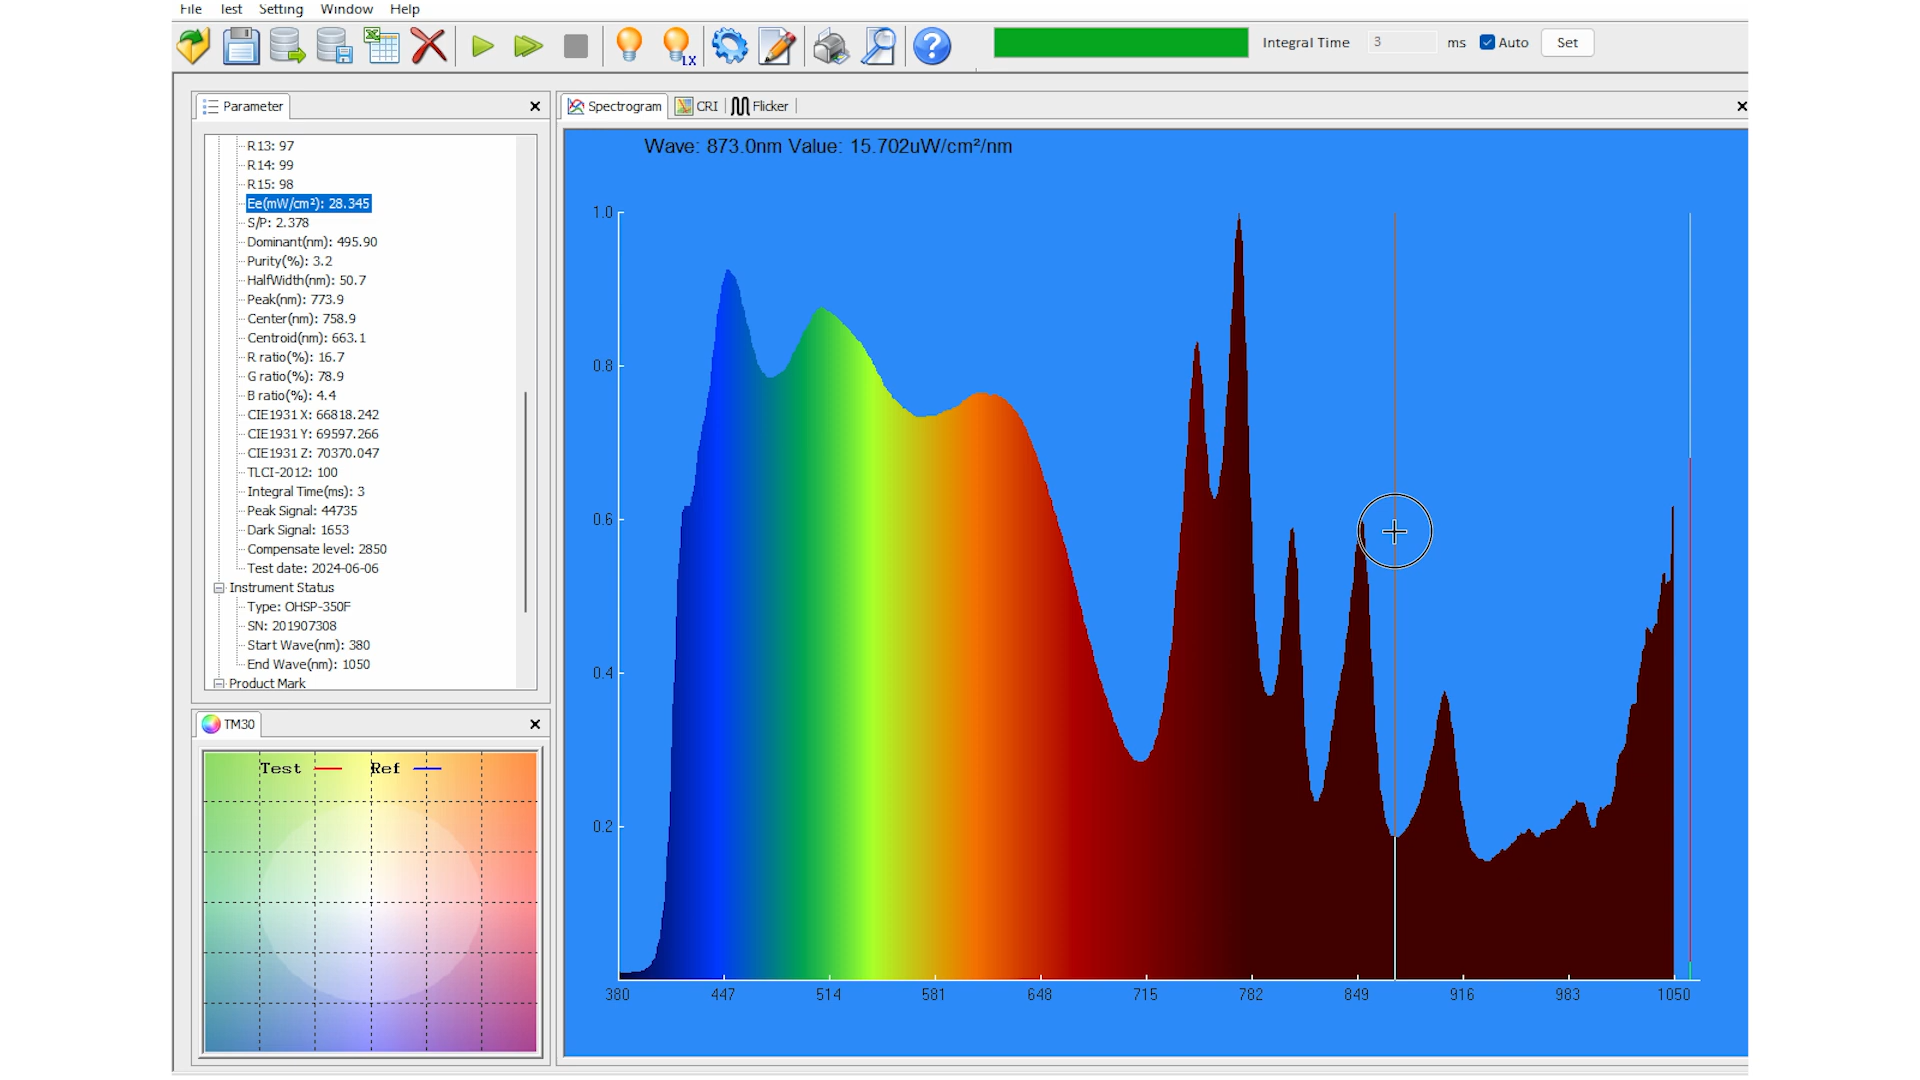 File Test Setting Window Help
LX
Integral Time 3 ms Auto Set
Parameter
R13: 97
R14: 99
R15: 98
Ee(mW/cm²): 28.345
S/P: 2.378
Dominant(nm): 495.90
Purity(%): 3.2
HalfWidth(nm): 50.7
Peak(nm): 773.9
Center(nm): 758.9
Centroid(nm): 663.1
R ratio(%): 16.7
G ratio(%): 78.9
B ratio(%): 4.4
CIE1931 X: 66818.242
CIE1931 Y: 69597.266
CIE1931 Z: 70370.047
TLCI-2012: 100
Integral Time(ms): 3
Peak Signal: 44735
Dark Signal: 1653
Compensate level: 2850
Test date: 2024-06-06
Instrument Status
Type: OHSP-350F
SN: 201907308
Start Wave(nm): 380
End Wave(nm): 1050
Product Mark
TM30
Test Ref
Spectrogram CRI Flicker
Wave: 873.0nm Value: 15.702uW/cm²/nm
1.0
0.8
0.6
0.4
0.2
380 447 514 581 648 715 782 849 916 983 1050